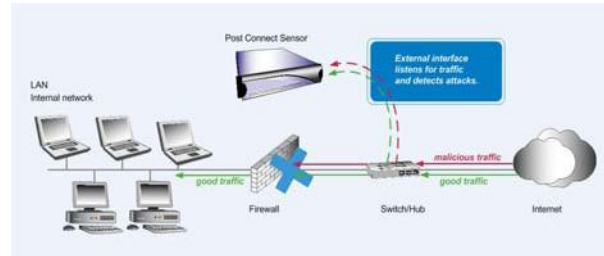 Post Connect Sensor
External interface
listens for traffic
and detects attacks.
LAN
Internal network
malicious traffic
good traffic
good traffic
Firewall
Switch/Hub
Internet